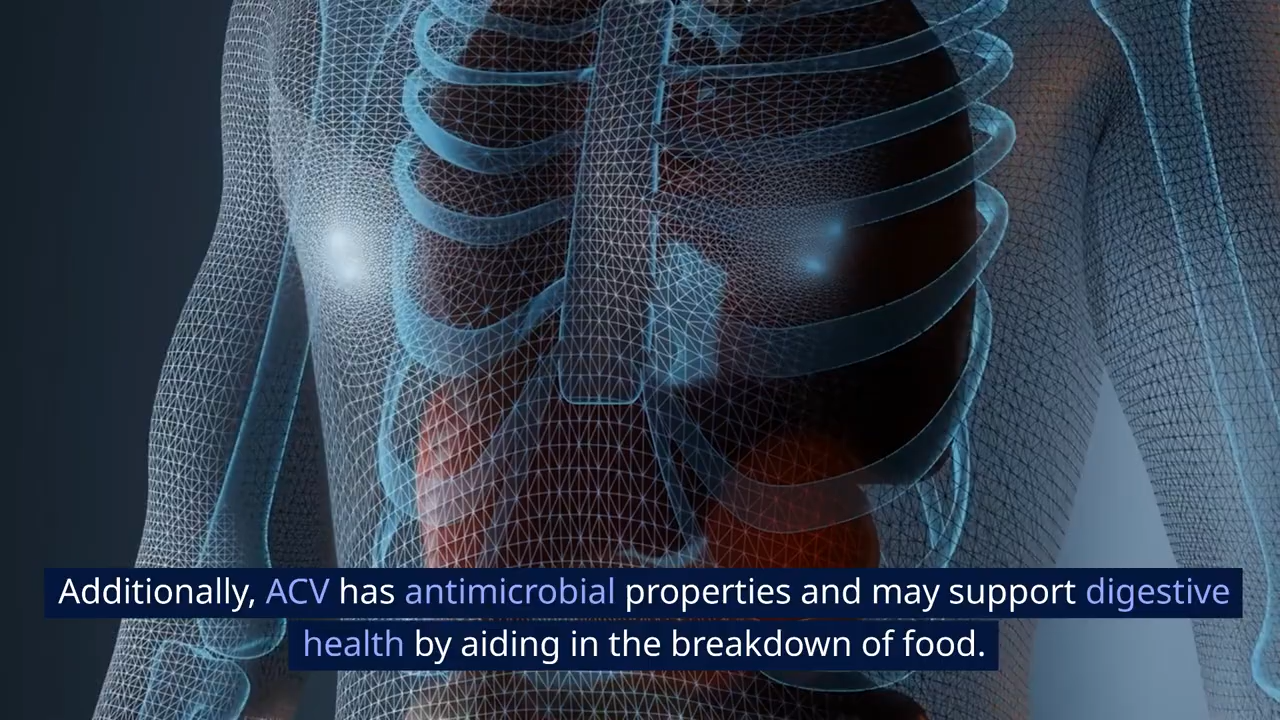 Additionally, ACV has antimicrobial properties and may support digestive
health by aiding in the breakdown of food.